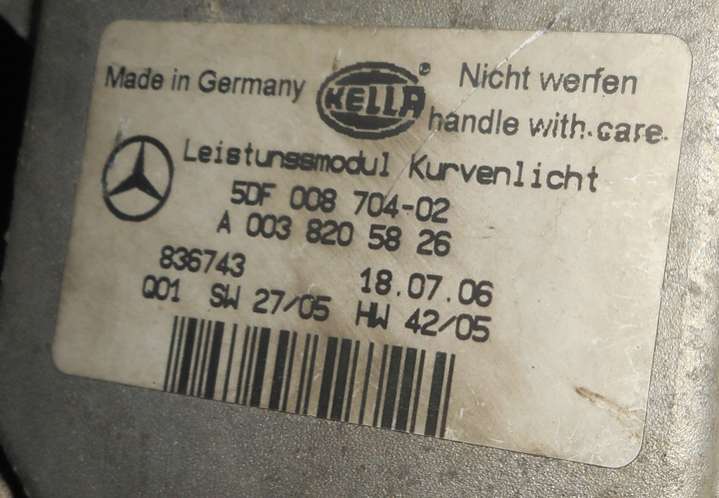 Made in Germany HELLA® Nicht werfen
handle with care.
Leistungsmodul Kurvenlicht
5DF 008 704-02
A 003 820 58 26
836743 18.07.06
Q01 SW 27/05 HW 42/05